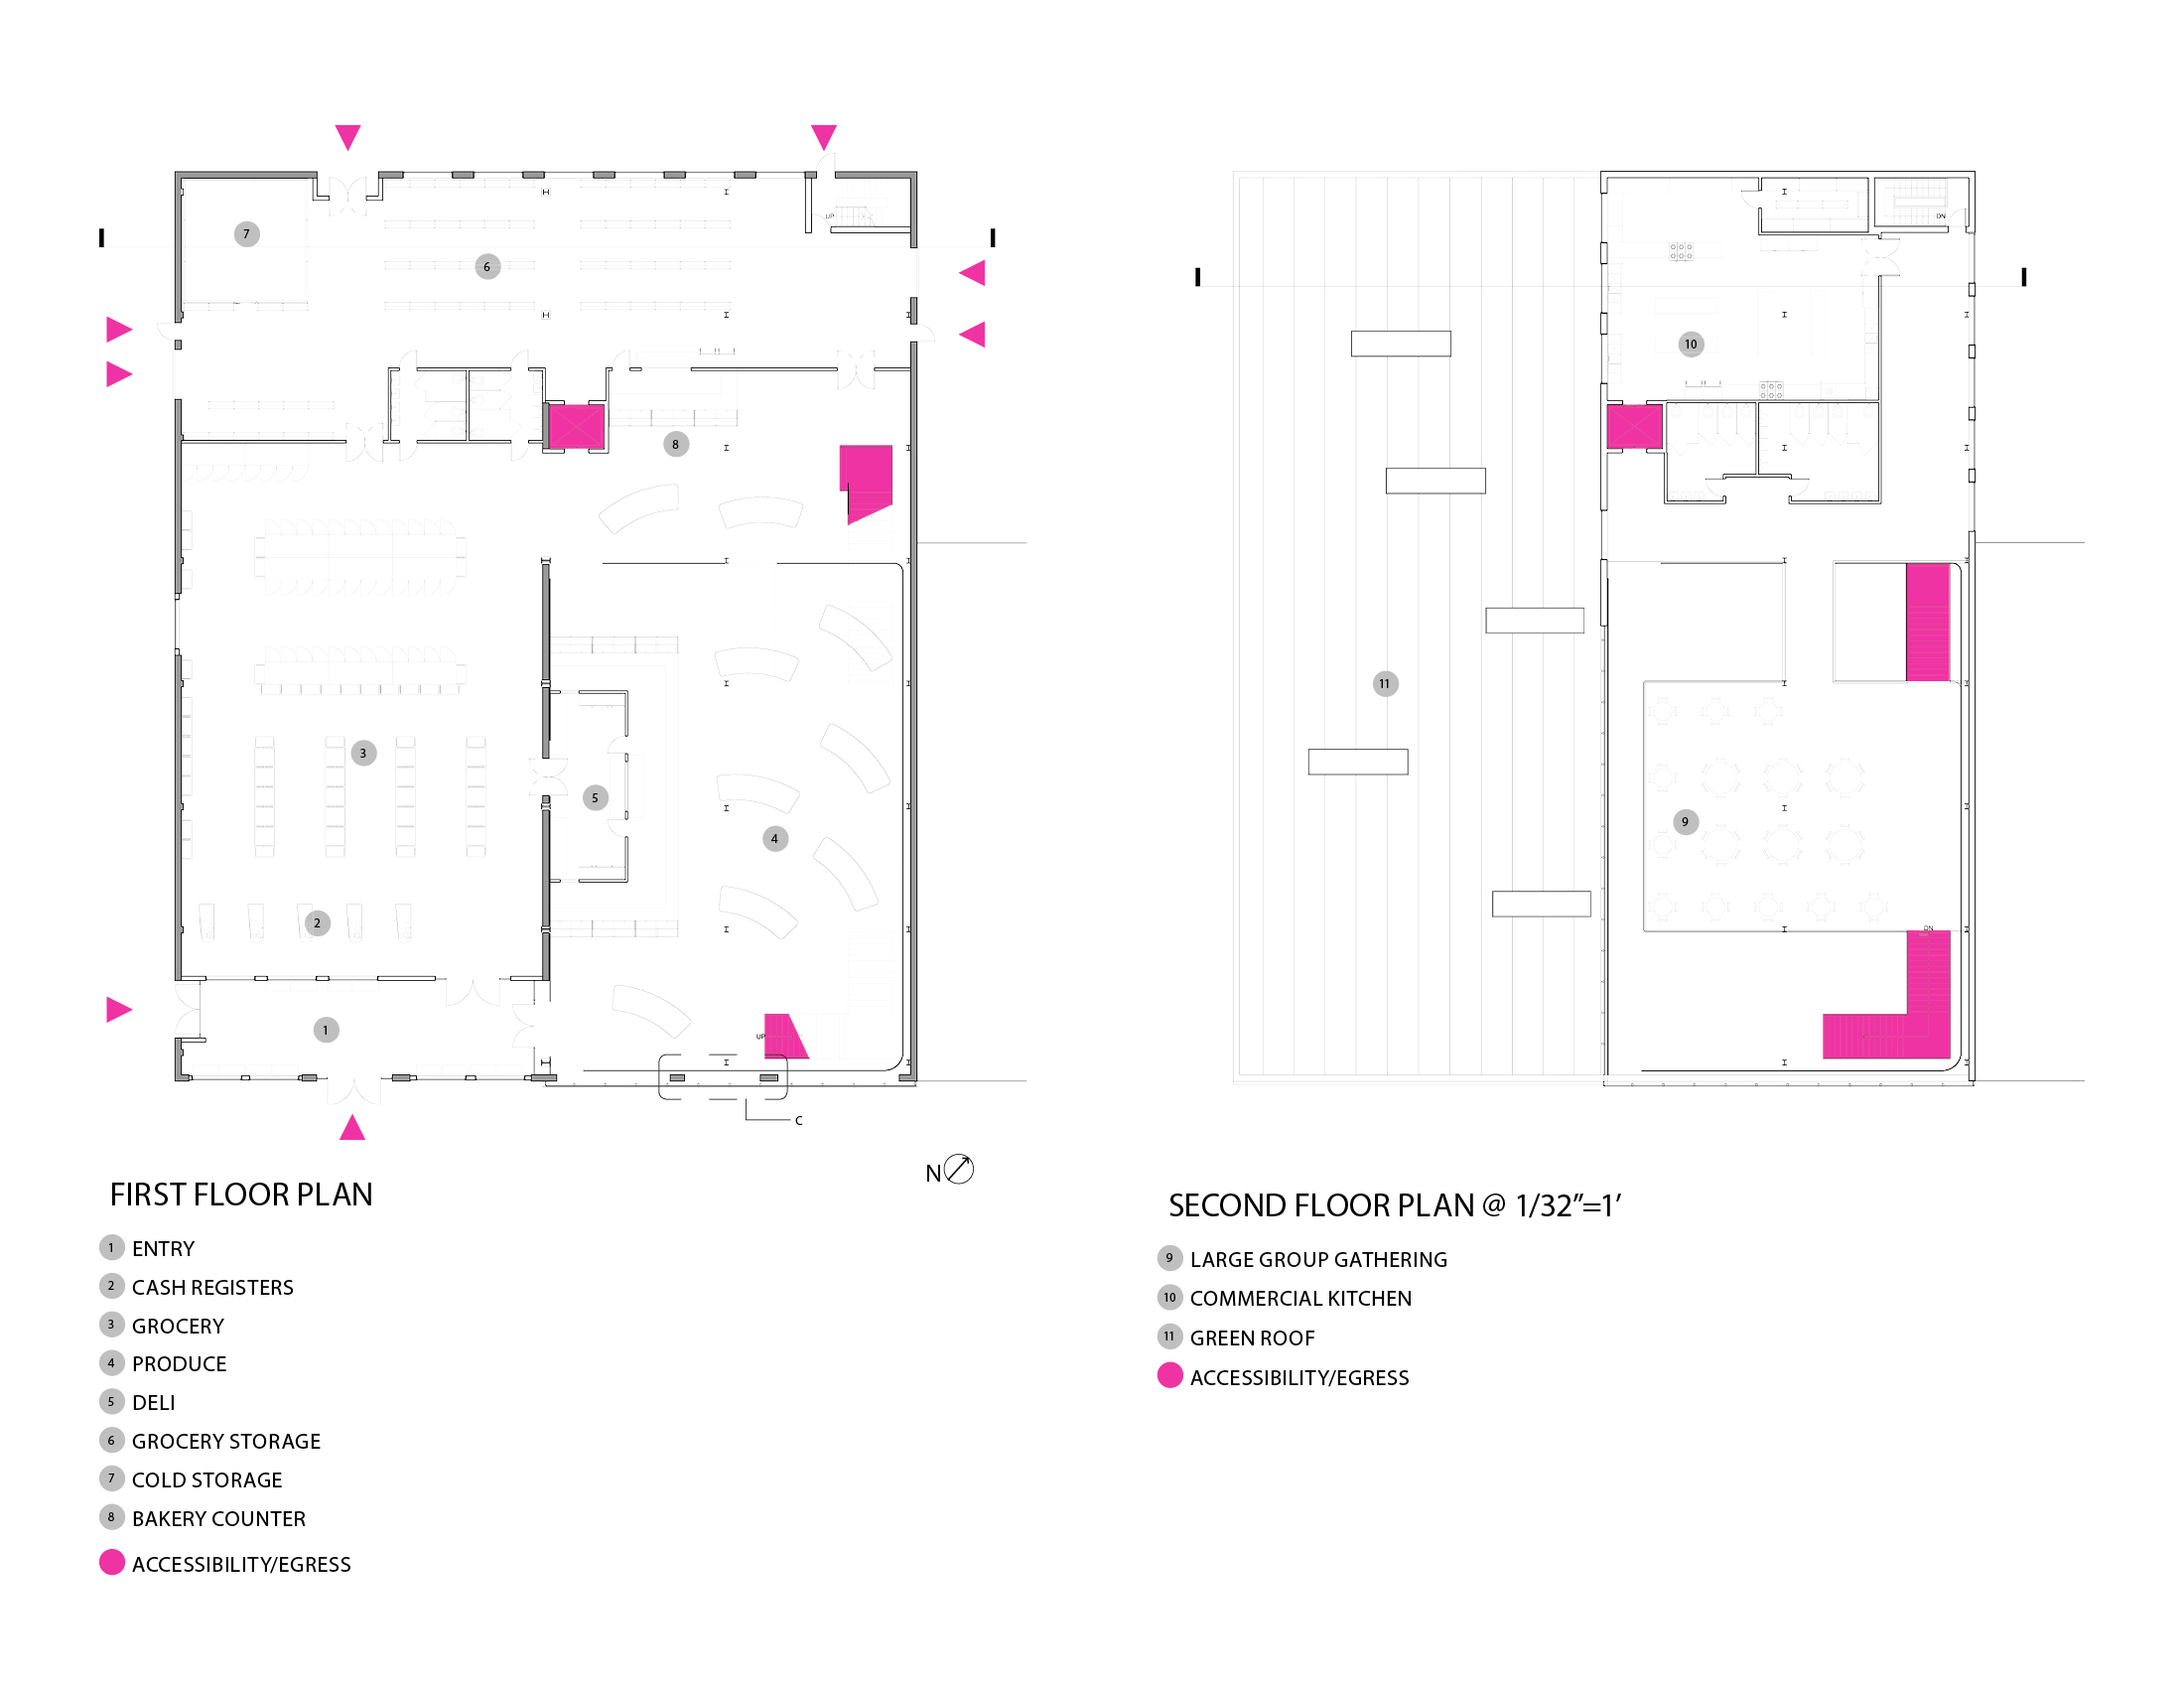 7
6
UP
8
3
5
4
2
1
UP
C
N
DN
10
11
9
DN
FIRST FLOOR PLAN
1 ENTRY
2 CASH REGISTERS
3 GROCERY
4 PRODUCE
5 DELI
6 GROCERY STORAGE
7 COLD STORAGE
8 BAKERY COUNTER
ACCESSIBILITY/EGRESS
SECOND FLOOR PLAN @ 1/32”=1’
9 LARGE GROUP GATHERING
10 COMMERCIAL KITCHEN
11 GREEN ROOF
ACCESSIBILITY/EGRESS